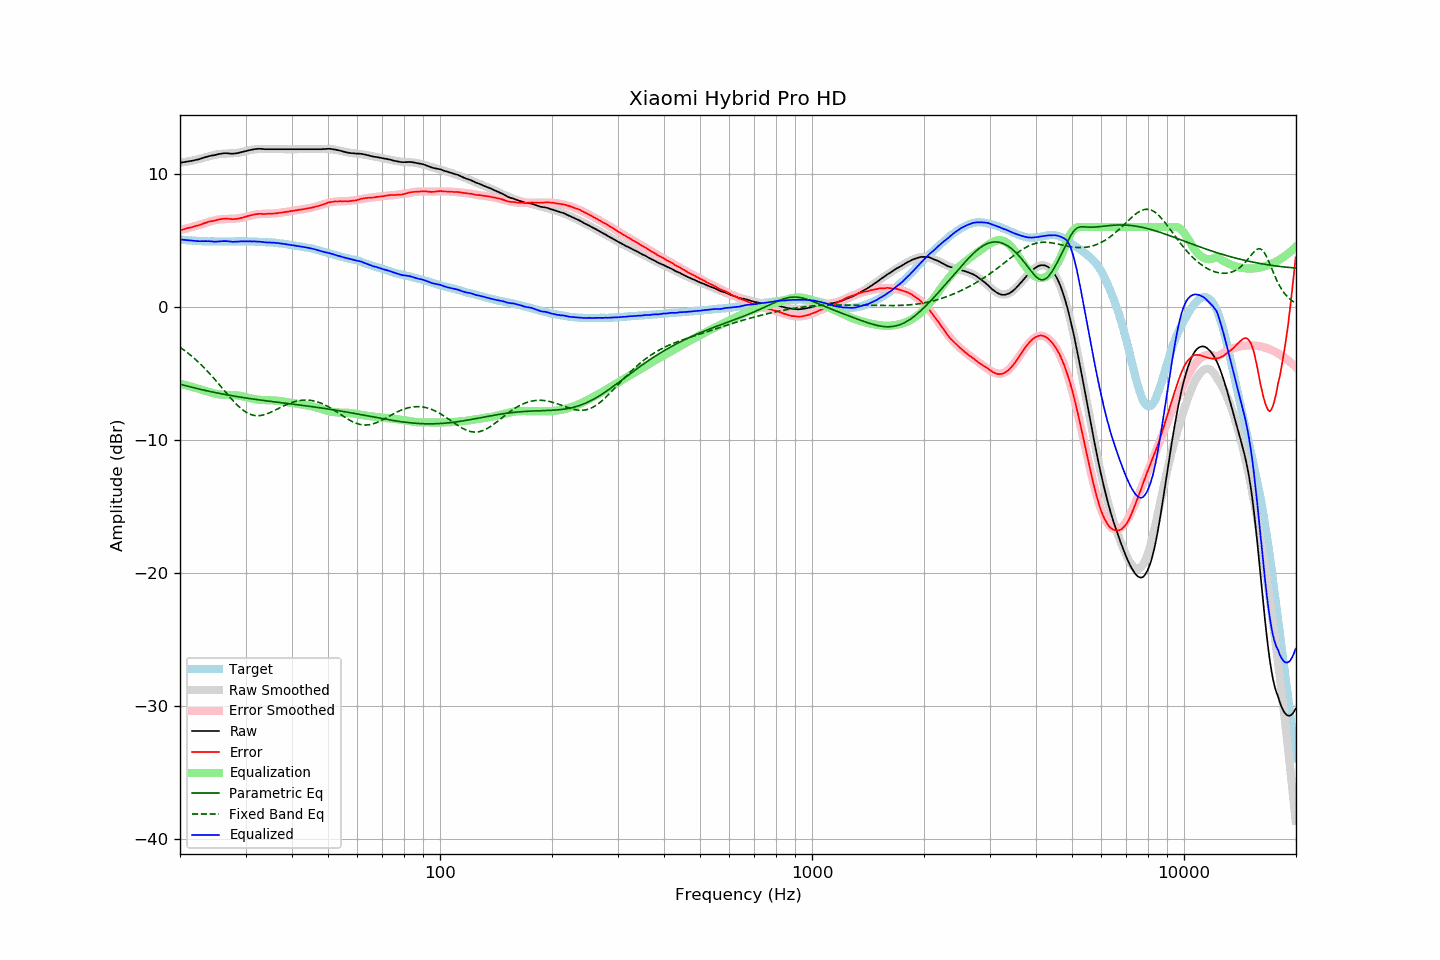 Xiaomi Hybrid Pro HD
Amplitude (dBr)
10
0
−10
−20
−30
−40
Target
Raw Smoothed
Error Smoothed
Raw
Error
Equalization
Parametric Eq
Fixed Band Eq
Equalized
100
1000
10000
Frequency (Hz)